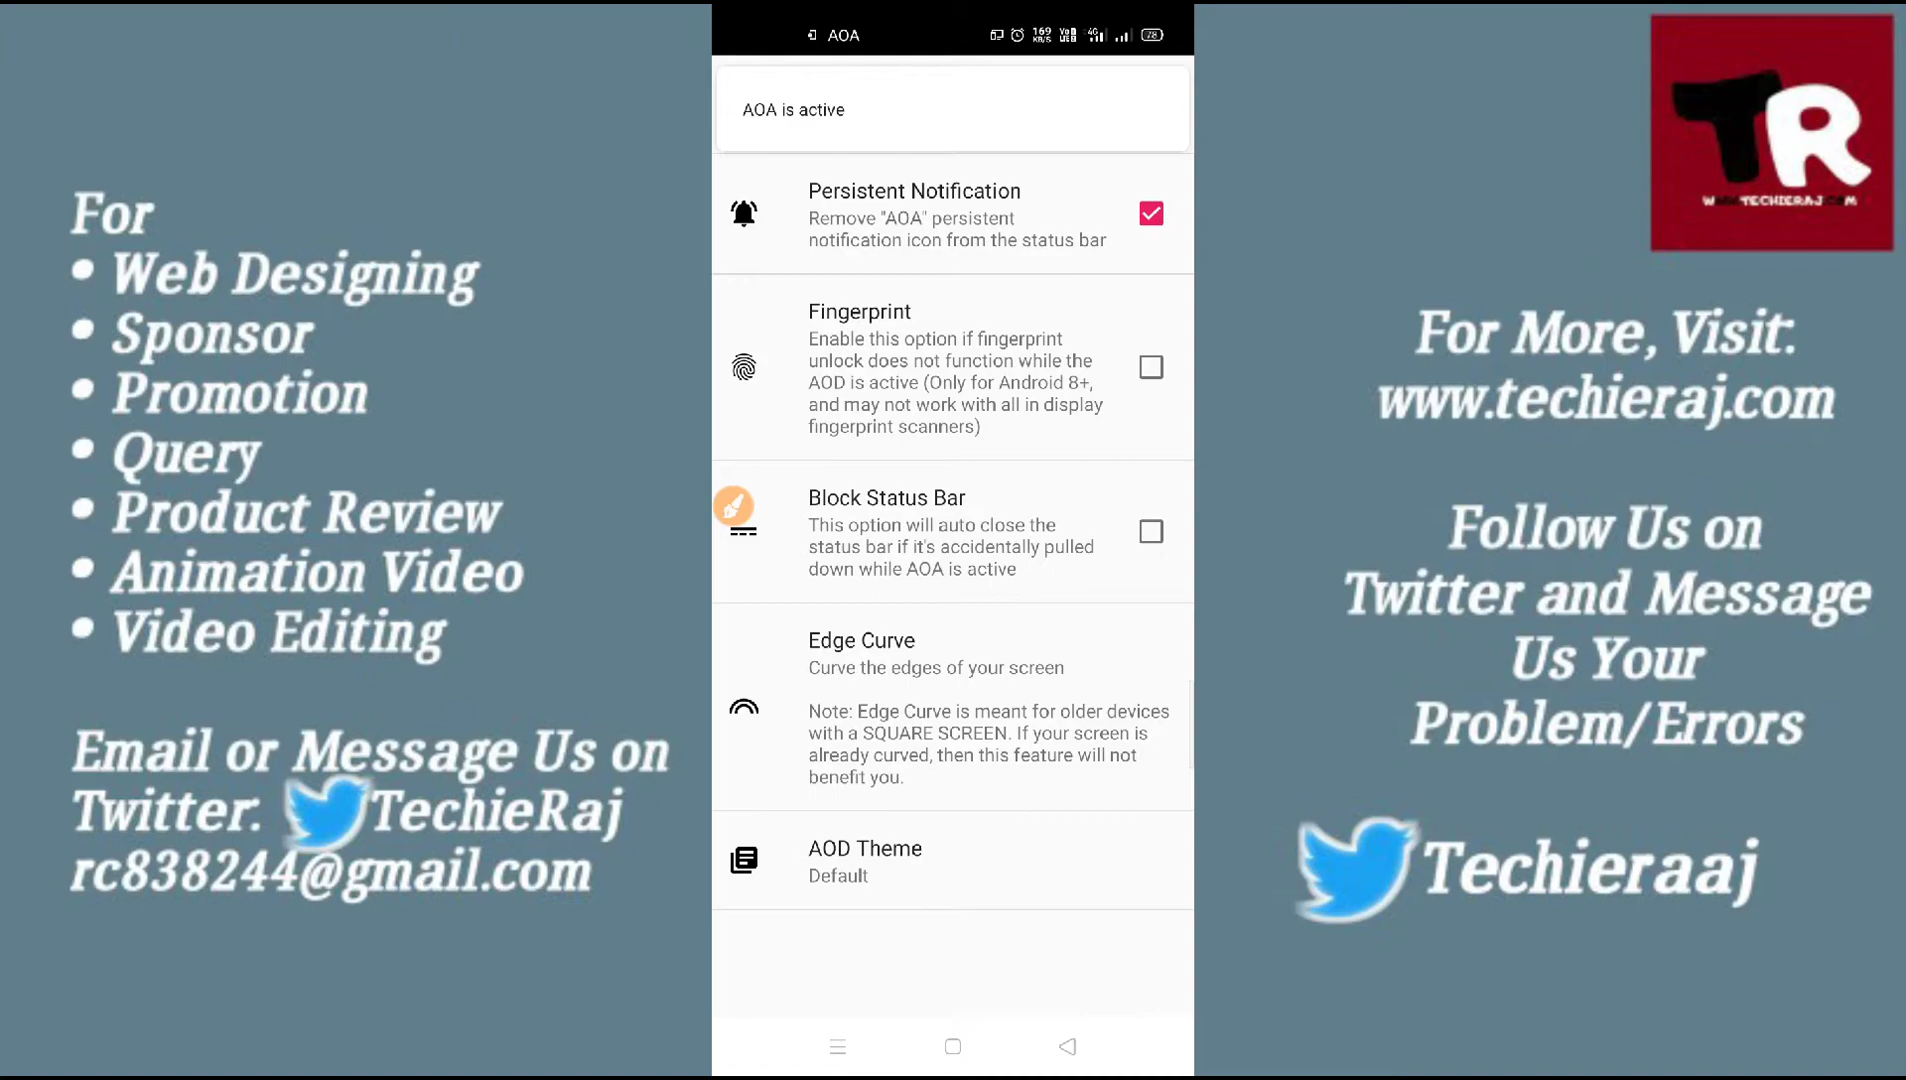 For
• Web Designing
• Sponsor
• Promotion
• Query
• Product Review
• Animation Video
• Video Editing
Email or Message Us on
Twitter. TechieRaj
rc838244@gmail.com
AOA
169
KB/S
4G
78
AOA is active
Persistent Notification
Remove "AOA" persistent
notification icon from the status bar
Fingerprint
Enable this option if fingerprint
unlock does not function while the
AOD is active (Only for Android 8+,
and may not work with all in display
fingerprint scanners)
Block Status Bar
This option will auto close the
status bar if it's accidentally pulled
down while AOA is active
Edge Curve
Curve the edges of your screen
Note: Edge Curve is meant for older devices
with a SQUARE SCREEN. If your screen is
already curved, then this feature will not
benefit you.
AOD Theme
Default
TR
WWW.TECHIERAJ.COM
For More, Visit:
www.techieraj.com
Follow Us on
Twitter and Message
Us Your
Problem/Errors
Techieraaj